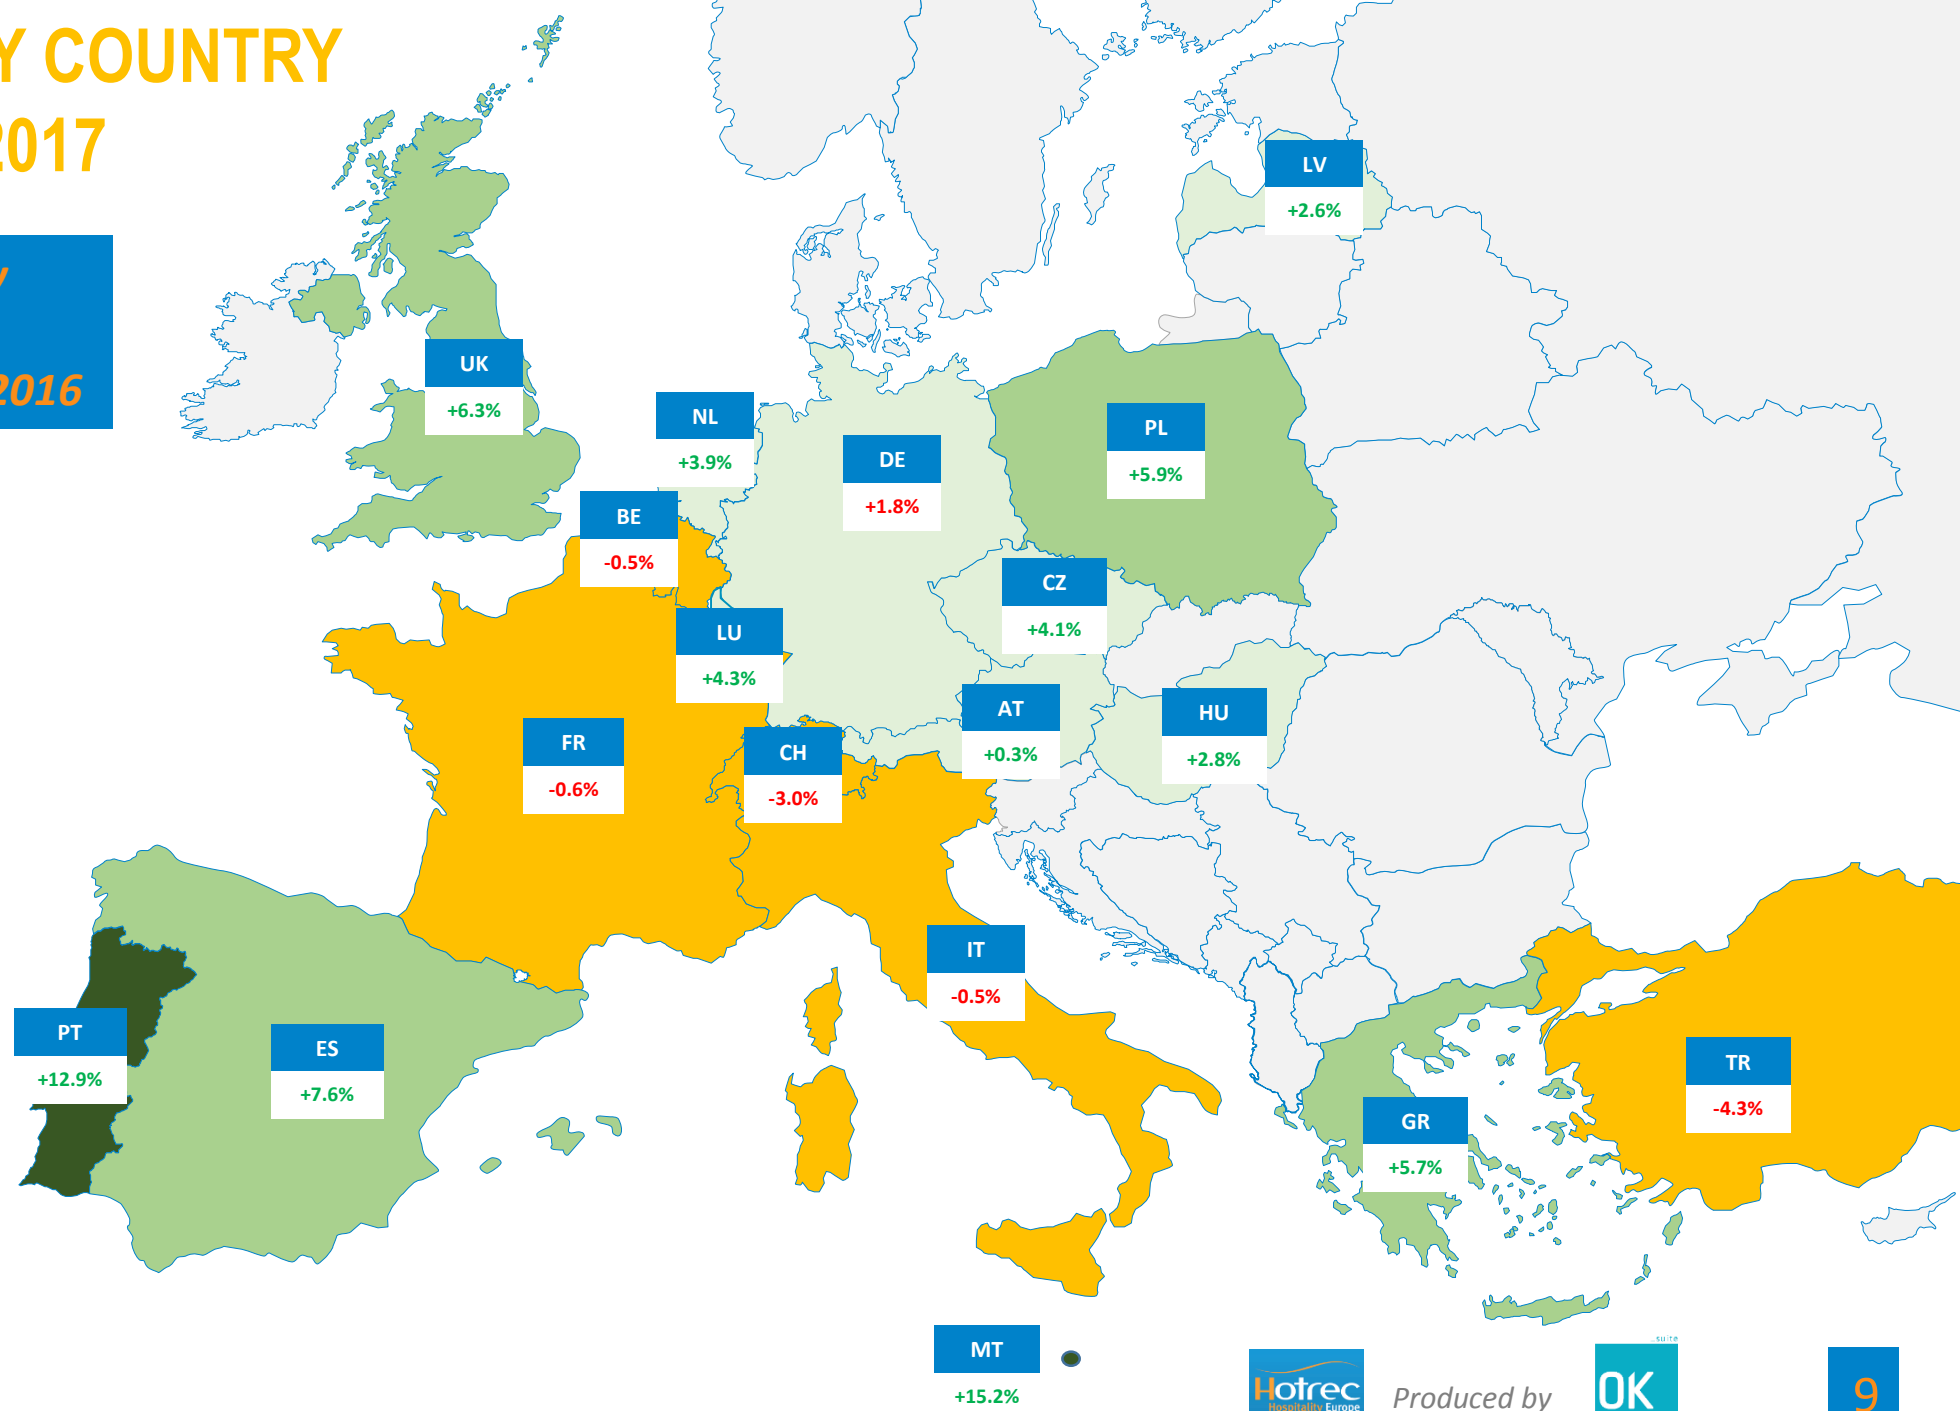 Y COUNTRY
2017
y
2016
LV
+2.6%
UK
+6.3%
NL
+3.9%
PL
+5.9%
DE
+1.8%
BE
-0.5%
CZ
+4.1%
LU
+4.3%
AT
+0.3%
HU
+2.8%
FR
-0.6%
CH
-3.0%
IT
-0.5%
PT
+12.9%
ES
+7.6%
TR
-4.3%
GR
+5.7%
MT
+15.2%
Hotrec
Hospitality Europe
Produced by
suite
OK
9